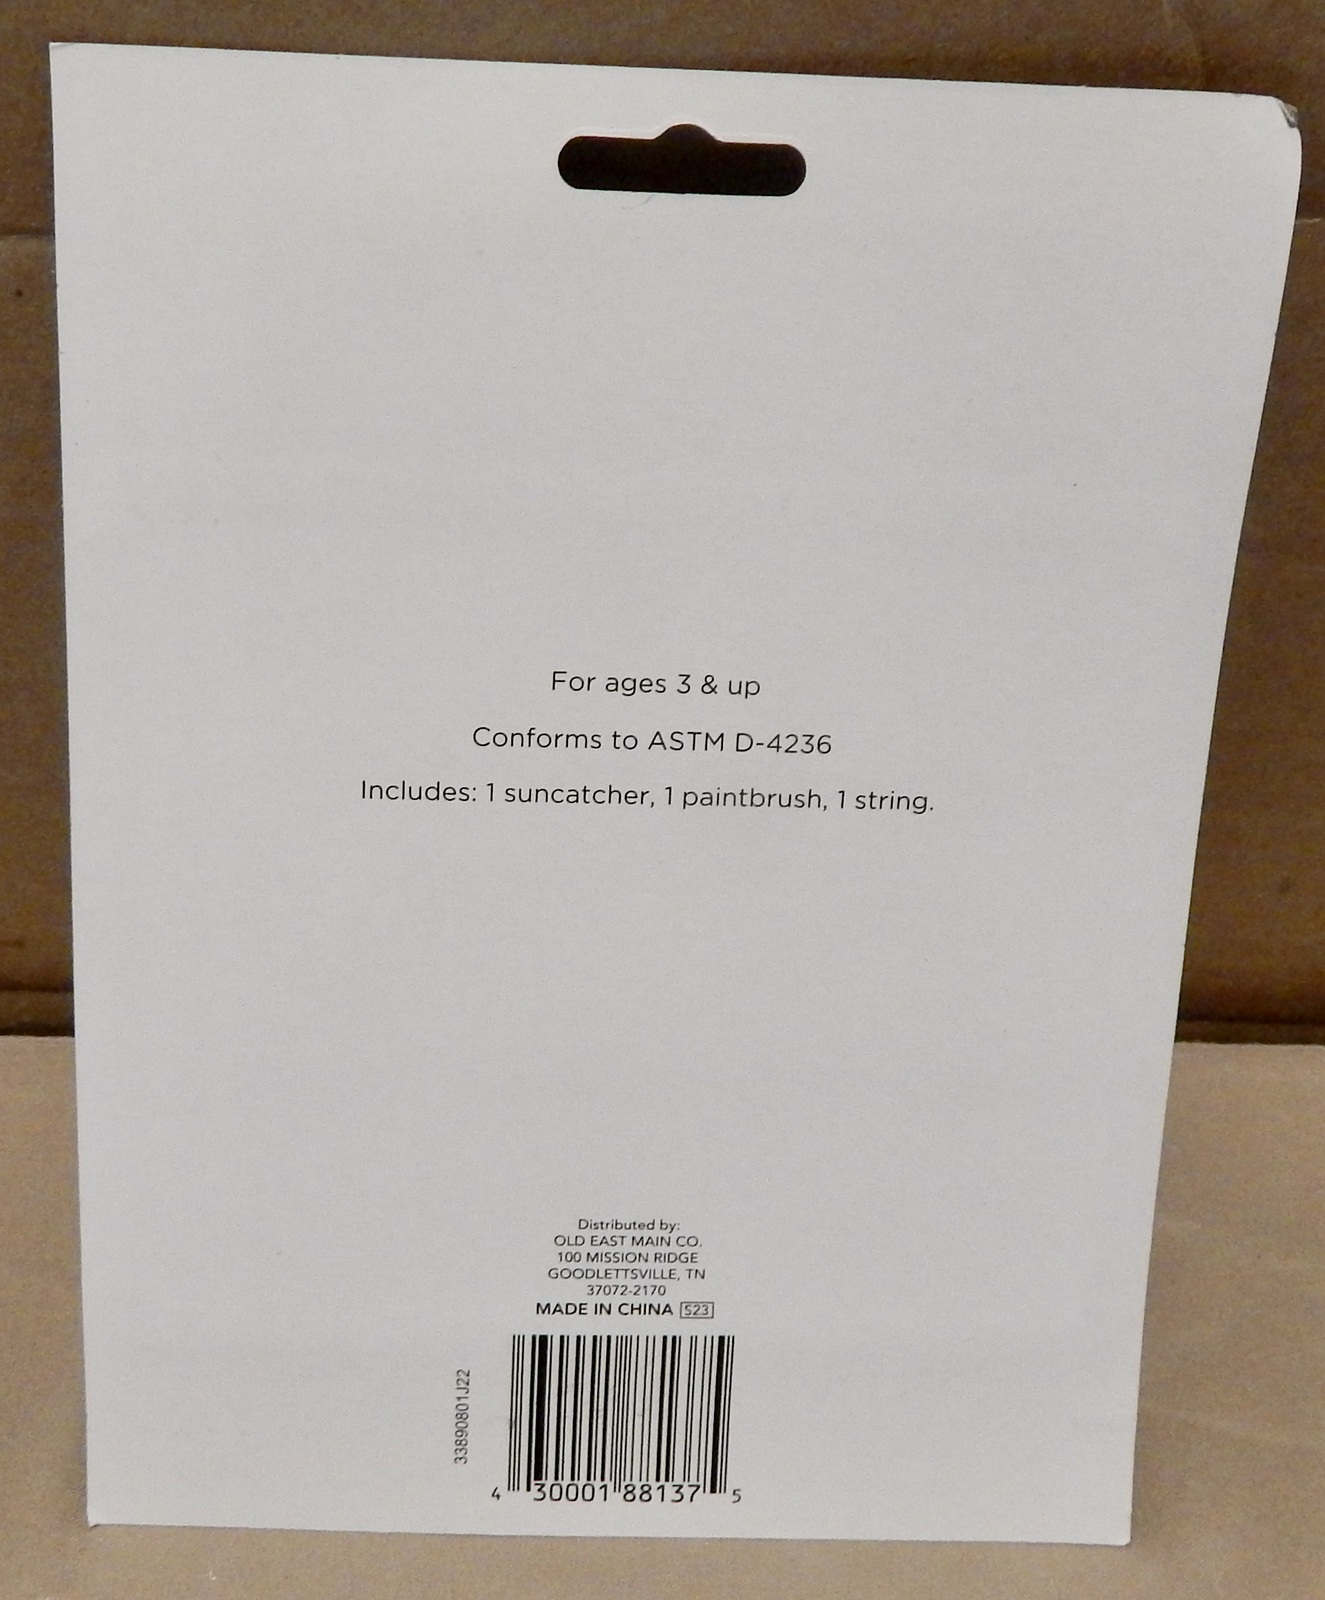 For ages 3 & up
Conforms to ASTM D-4236
Includes: 1 suncatcher, 1 paintbrush, 1 string.
Distributed by:
OLD EAST MAIN CO.
100 MISSION RIDGE
GOODLETTSVILLE, TN
37072-2170
MADE IN CHINA S23
33890801J22
4 30001 88137 5